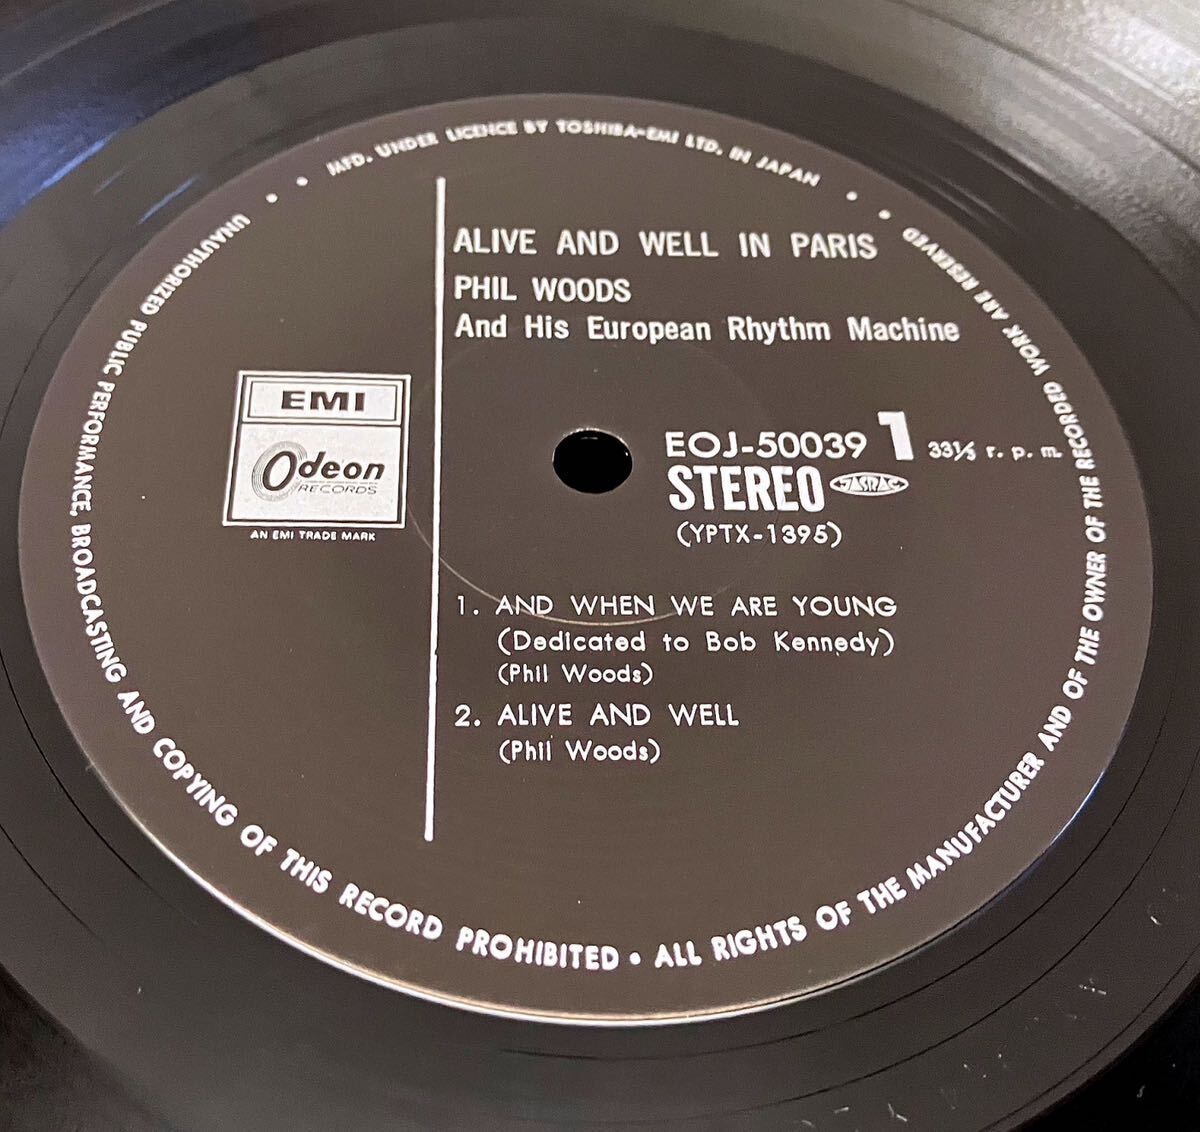 MFD. UNDER LICENCE BY TOSHIBA-EMI LTD. IN JAPAN
ALIVE AND WELL IN PARIS
PHIL WOODS
And His European Rhythm Machine
EMI
Odeon
RECORDS
AN EMI TRADE MARK
EOJ-50039 1 33⅓ r. p. m.
STEREO JASRAC
(YPTX-1395)
1. AND WHEN WE ARE YOUNG
(Dedicated to Bob Kennedy)
(Phil Woods)
2. ALIVE AND WELL
(Phil Woods)
UNAUTHORIZED PUBLIC PERFORMANCE, BROADCASTING AND COPYING OF THIS RECORD PROHIBITED • ALL RIGHTS OF THE MANUFACTURER AND OF THE OWNER OF THE RECORDED WORK ARE RESERVED